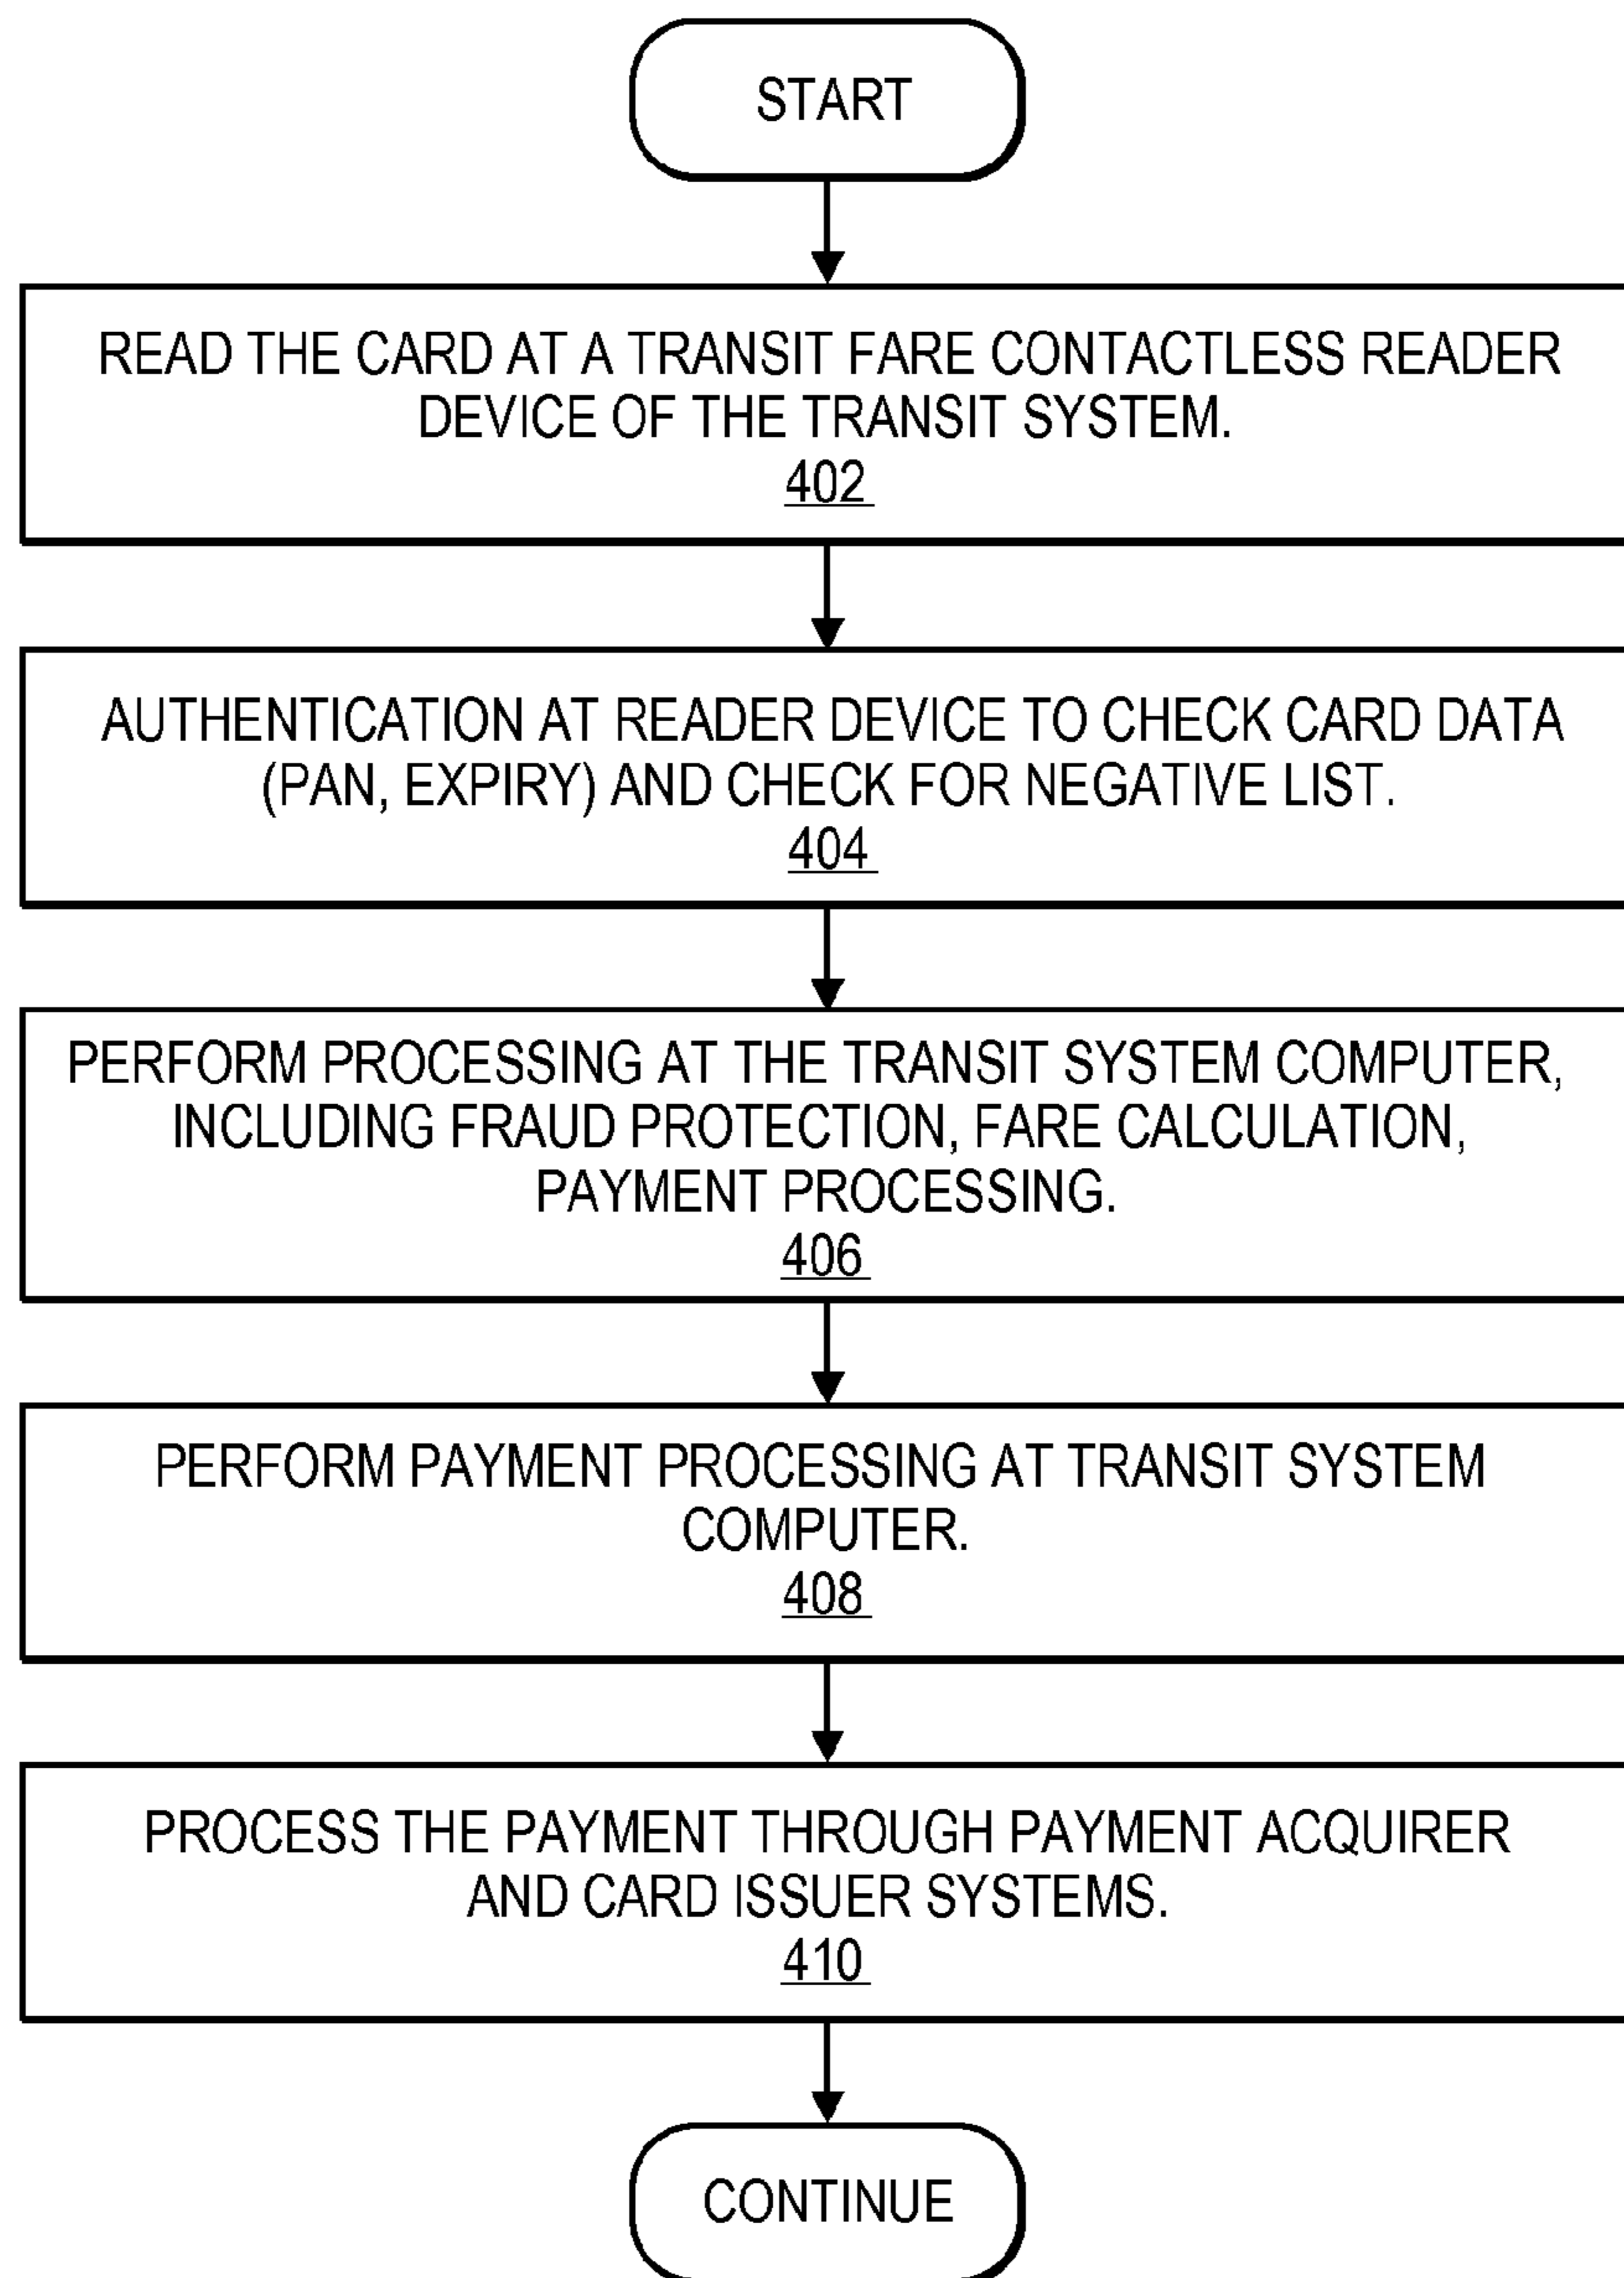 START
READ THE CARD AT A TRANSIT FARE CONTACTLESS READER
DEVICE OF THE TRANSIT SYSTEM.
402
AUTHENTICATION AT READER DEVICE TO CHECK CARD DATA
(PAN, EXPIRY) AND CHECK FOR NEGATIVE LIST.
404
PERFORM PROCESSING AT THE TRANSIT SYSTEM COMPUTER,
INCLUDING FRAUD PROTECTION, FARE CALCULATION,
PAYMENT PROCESSING.
406
PERFORM PAYMENT PROCESSING AT TRANSIT SYSTEM
COMPUTER.
408
PROCESS THE PAYMENT THROUGH PAYMENT ACQUIRER
AND CARD ISSUER SYSTEMS.
410
CONTINUE